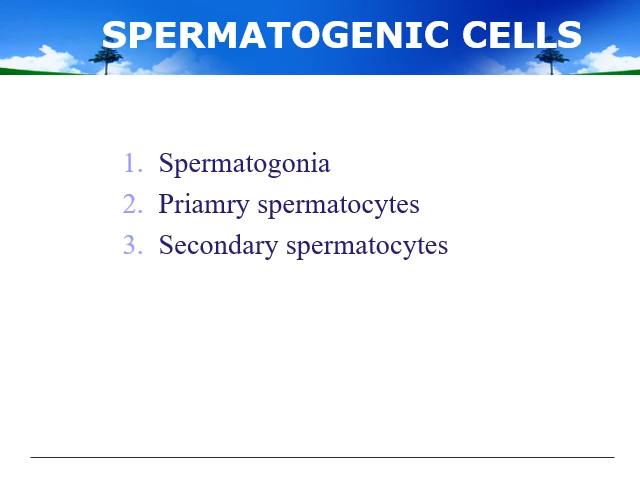 SPERMATOGENIC CELLS
1. Spermatogonia
2. Priamry spermatocytes
3. Secondary spermatocytes